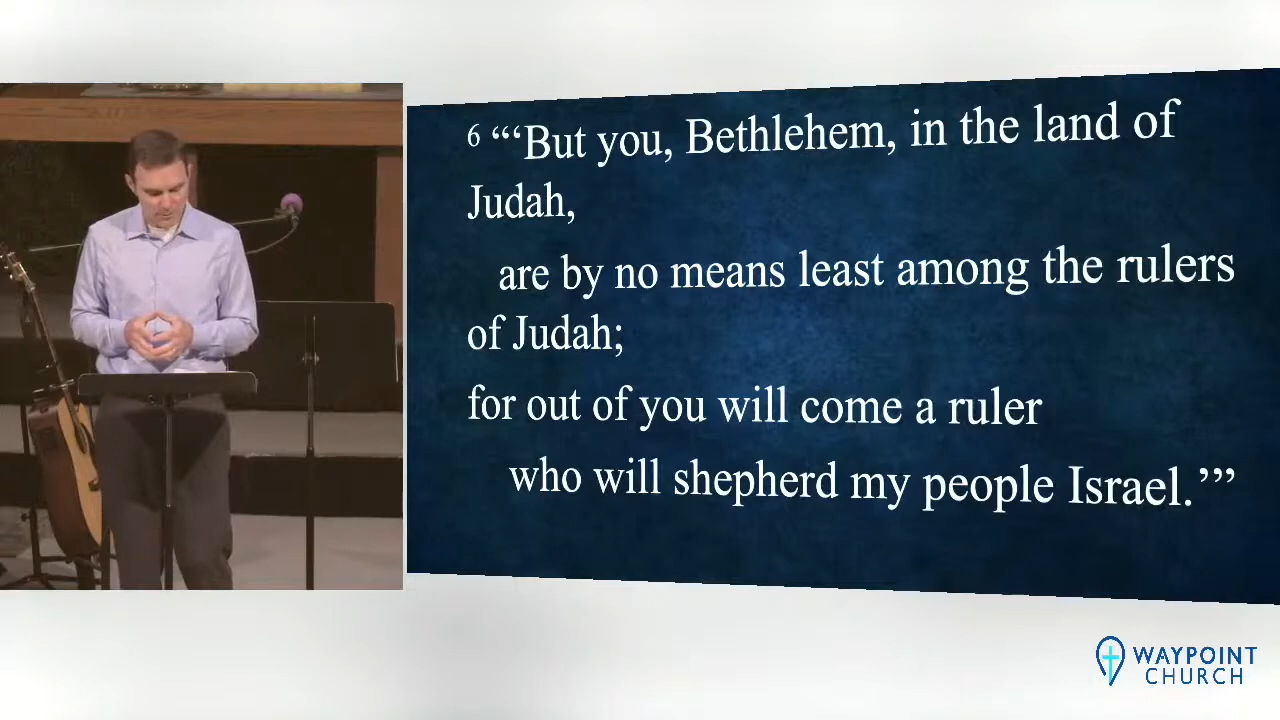 6 “‘But you, Bethlehem, in the land of
Judah,
are by no means least among the rulers
of Judah;
for out of you will come a ruler
who will shepherd my people Israel.’”
WAYPOINT
CHURCH